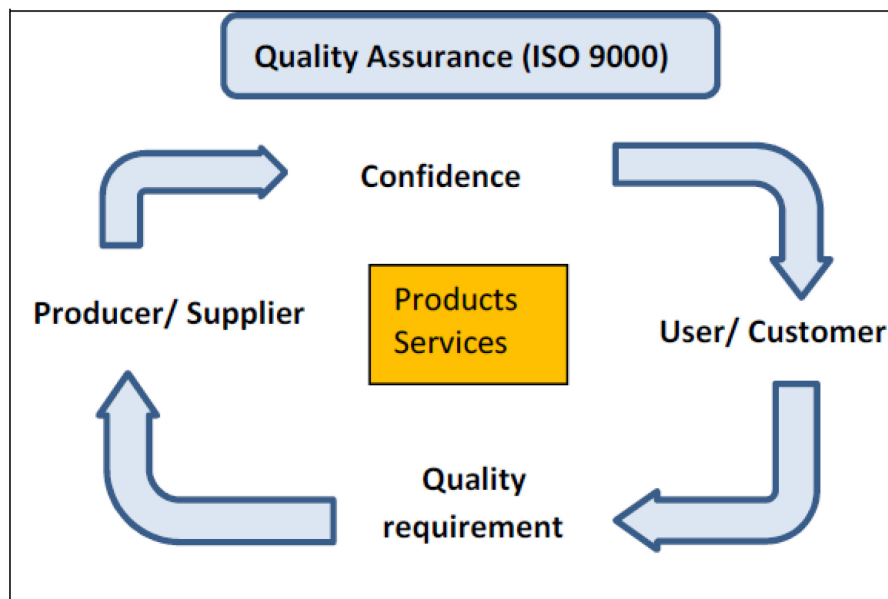 Quality Assurance (ISO 9000)
Confidence
Producer/ Supplier
Products
Services
User/ Customer
Quality
requirement